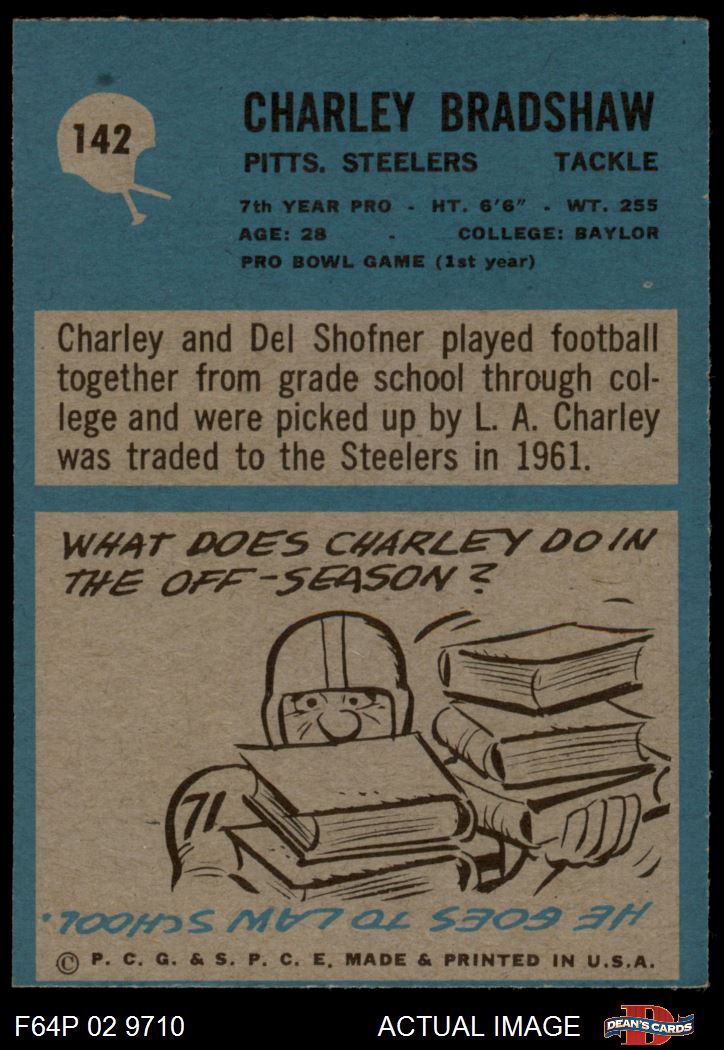 142
CHARLEY BRADSHAW
PITTS. STEELERS TACKLE
7th YEAR PRO - HT. 6'6" - WT. 255
AGE: 28 - COLLEGE: BAYLOR
PRO BOWL GAME (1st year)
Charley and Del Shofner played football
together from grade school through col-
lege and were picked up by L. A. Charley
was traded to the Steelers in 1961.
WHAT DOES CHARLEY DO IN
THE OFF-SEASON?
71
HE GOES TO LAW SCHOOL.
© P. C. G. & S. P. C. E. MADE & PRINTED IN U.S.A.
F64P 02 9710 ACTUAL IMAGE
D
DEAN'S CARDS